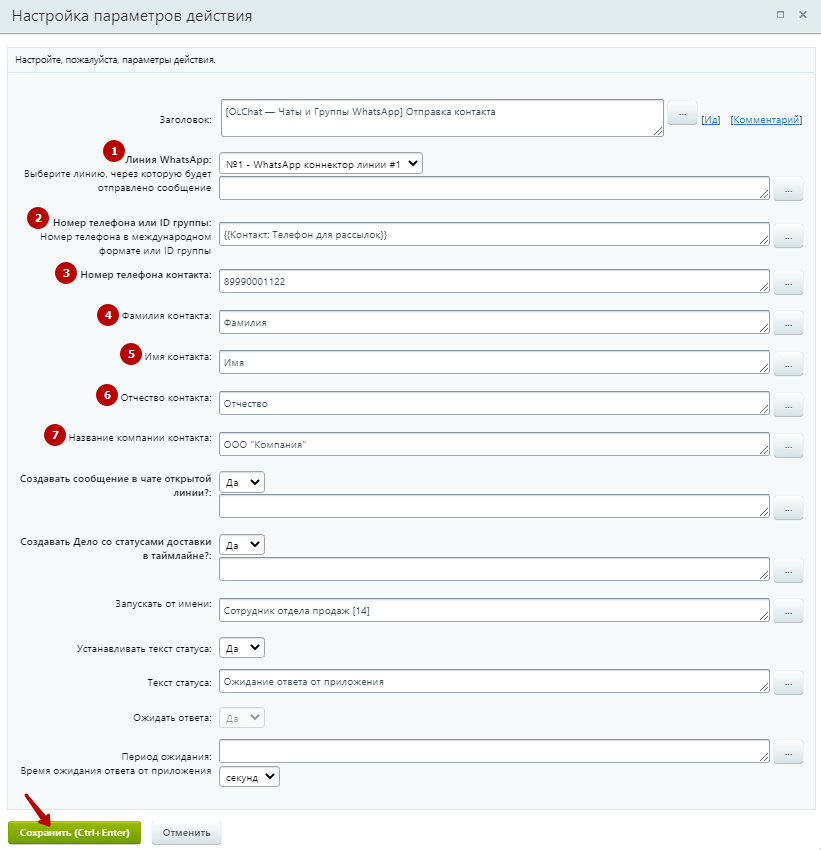 Настройка параметров действия
Настройте, пожалуйста, параметры действия.
Заголовок: [OLChat — Чаты и Группы WhatsApp] Отправка контакта ... [Ид] [Комментарий]
1 Линия WhatsApp: №1 - WhatsApp коннектор линии #1
Выберите линию, через которую будет
отправлено сообщение ...
2 Номер телефона или ID группы:
Номер телефона в международном {{Контакт: Телефон для рассылок}} ...
формате или ID группы
3 Номер телефона контакта: 89990001122 ...
4 Фамилия контакта: Фамилия ...
5 Имя контакта: Имя ...
6 Отчество контакта: Отчество ...
7 Название компании контакта: ООО "Компания" ...
Создавать сообщение в чате открытой Да
линии?: ...
Создавать Дело со статусами доставки Да
в таймлайне?: ...
Запускать от имени: Сотрудник отдела продаж [14] ...
Устанавливать текст статуса: Да
Текст статуса: Ожидание ответа от приложения ...
Ожидать ответа: Да
Период ожидания: ...
Время ожидания ответа от приложения секунд
Сохранить (Ctrl+Enter) Отменить